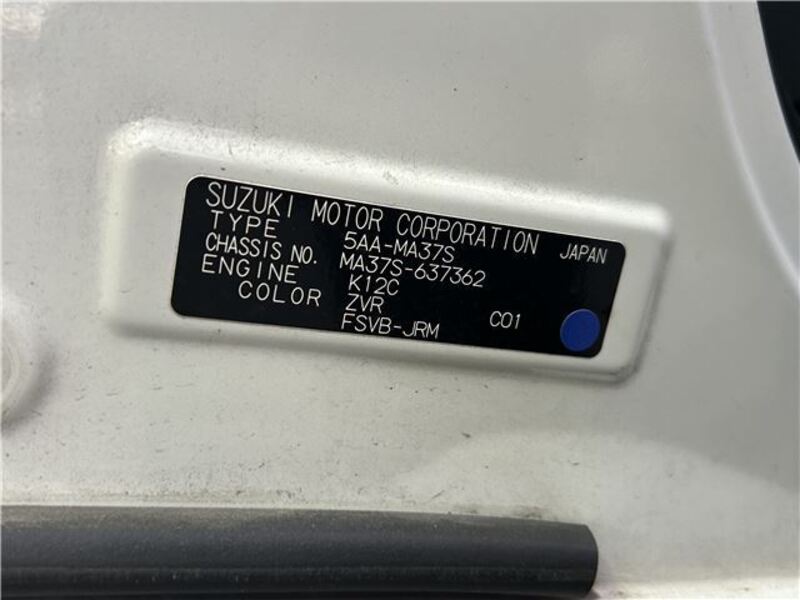 SUZUKI MOTOR CORPORATION JAPAN
TYPE 5AA-MA37S
CHASSIS NO. MA37S-637362
ENGINE K12C
COLOR ZVR C01
FSVB-JRM